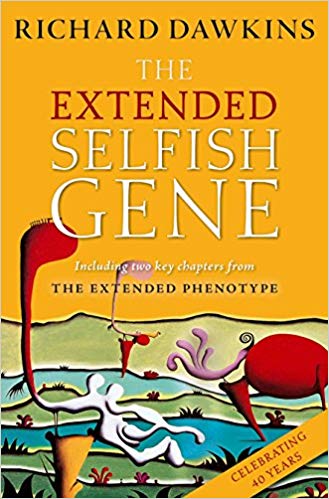 RICHARD DAWKINS
THE
EXTENDED
SELFISH
GENE
Including two key chapters from
THE EXTENDED PHENOTYPE
CELEBRATING
40 YEARS